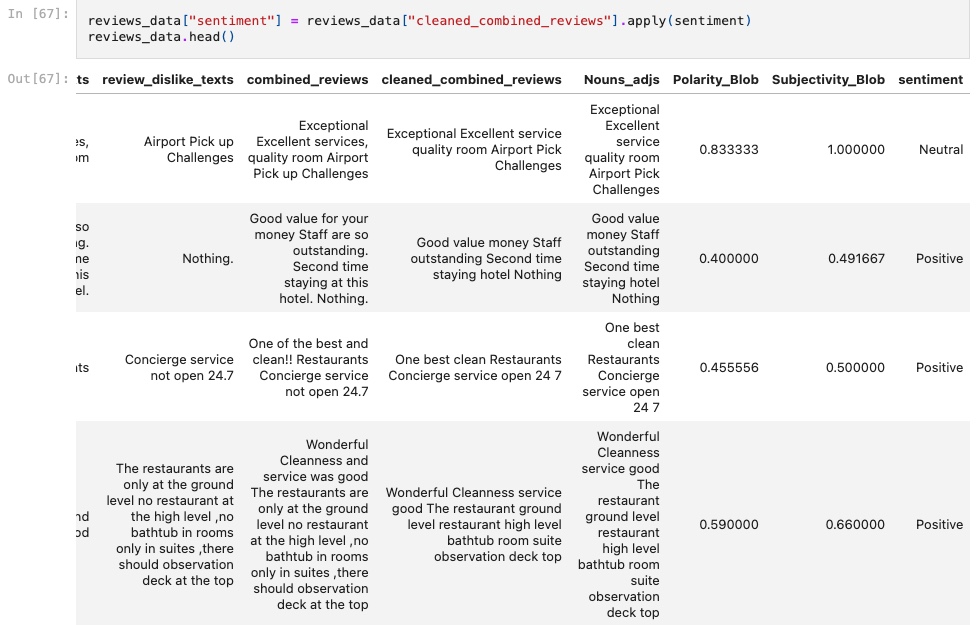 In [67]:
reviews_data["sentiment"] = reviews_data["cleaned_combined_reviews"].apply(sentiment)
reviews_data.head()
Out[67]:
ts review_dislike_texts combined_reviews cleaned_combined_reviews Nouns_adjs Polarity_Blob Subjectivity_Blob sentiment
es,
om
Airport Pick up
Challenges
Exceptional
Excellent services,
quality room Airport
Pick up Challenges
Exceptional Excellent service
quality room Airport Pick
Challenges
Exceptional
Excellent
service
quality room
Airport Pick
Challenges
0.833333
1.000000
Neutral
so
ng.
me
his
el.
Nothing.
Good value for your
money Staff are so
outstanding.
Second time
staying at this
hotel. Nothing.
Good value money Staff
outstanding Second time
staying hotel Nothing
Good value
money Staff
outstanding
Second time
staying hotel
Nothing
0.400000
0.491667
Positive
nts
Concierge service
not open 24.7
One of the best and
clean!! Restaurants
Concierge service
not open 24.7
One best clean Restaurants
Concierge service open 24 7
One best
clean
Restaurants
Concierge
service open
24 7
0.455556
0.500000
Positive
nd
od
The restaurants are
only at the ground
level no restaurant at
the high level ,no
bathtub in rooms
only in suites ,there
should observation
deck at the top
Wonderful
Cleanness and
service was good
The restaurants are
only at the ground
level no restaurant
at the high level ,no
bathtub in rooms
only in suites ,there
should observation
deck at the top
Wonderful Cleanness service
good The restaurant ground
level restaurant high level
bathtub room suite
observation deck top
Wonderful
Cleanness
service good
The
restaurant
ground level
restaurant
high level
bathtub room
suite
observation
deck top
0.590000
0.660000
Positive